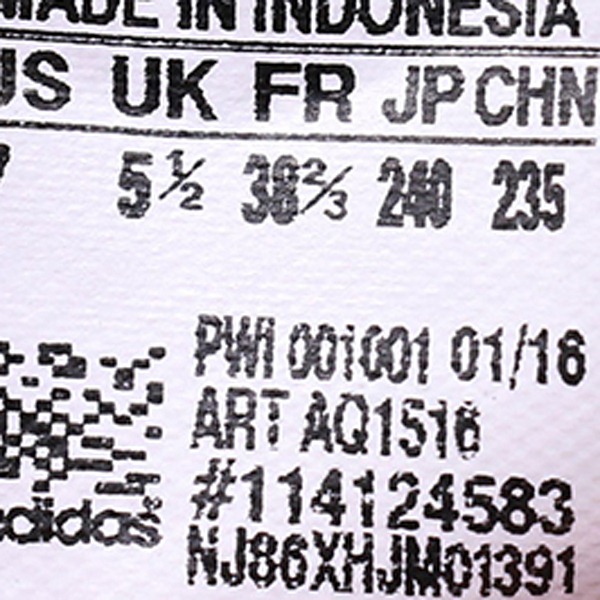 MADE IN INDONESIA
US UK FR JP CHN
7 5½ 38⅔ 240 235
PWI 001001 01/16
ART AQ1516
#114124583
adidas
NJ86XHJM01391